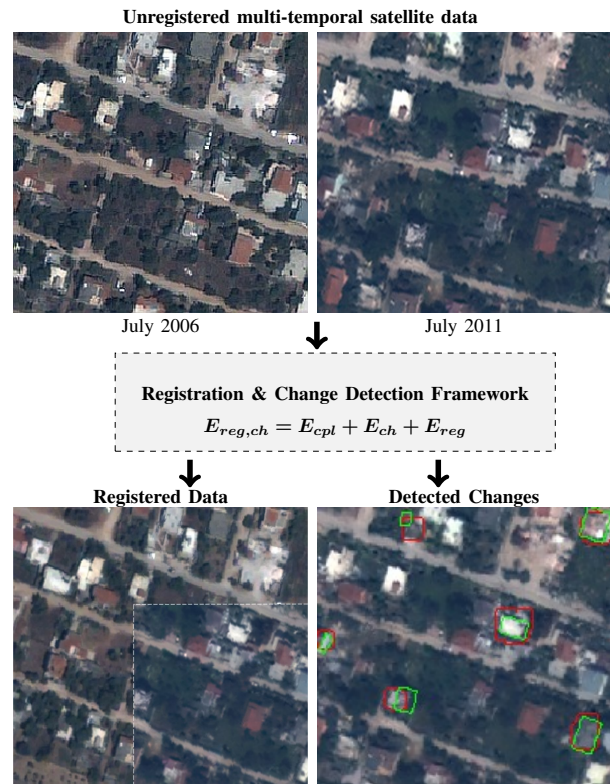 Unregistered multi-temporal satellite data
July 2006
July 2011
Registration & Change Detection Framework
E_{reg,ch} = E_{cpl} + E_{ch} + E_{reg}
Registered Data
Detected Changes